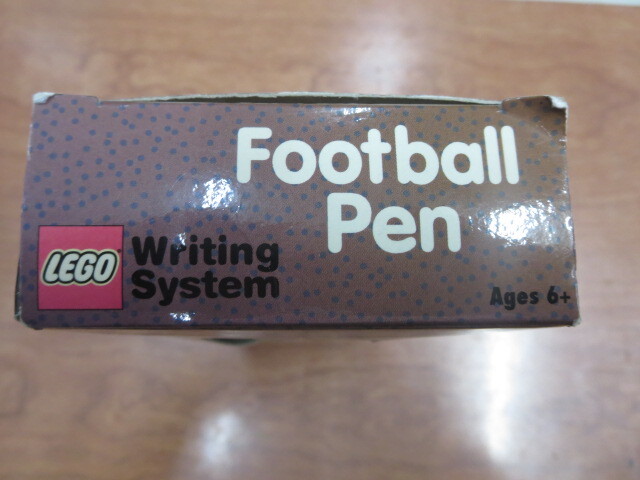 Football
Pen
LEGO
Writing
System
Ages 6+